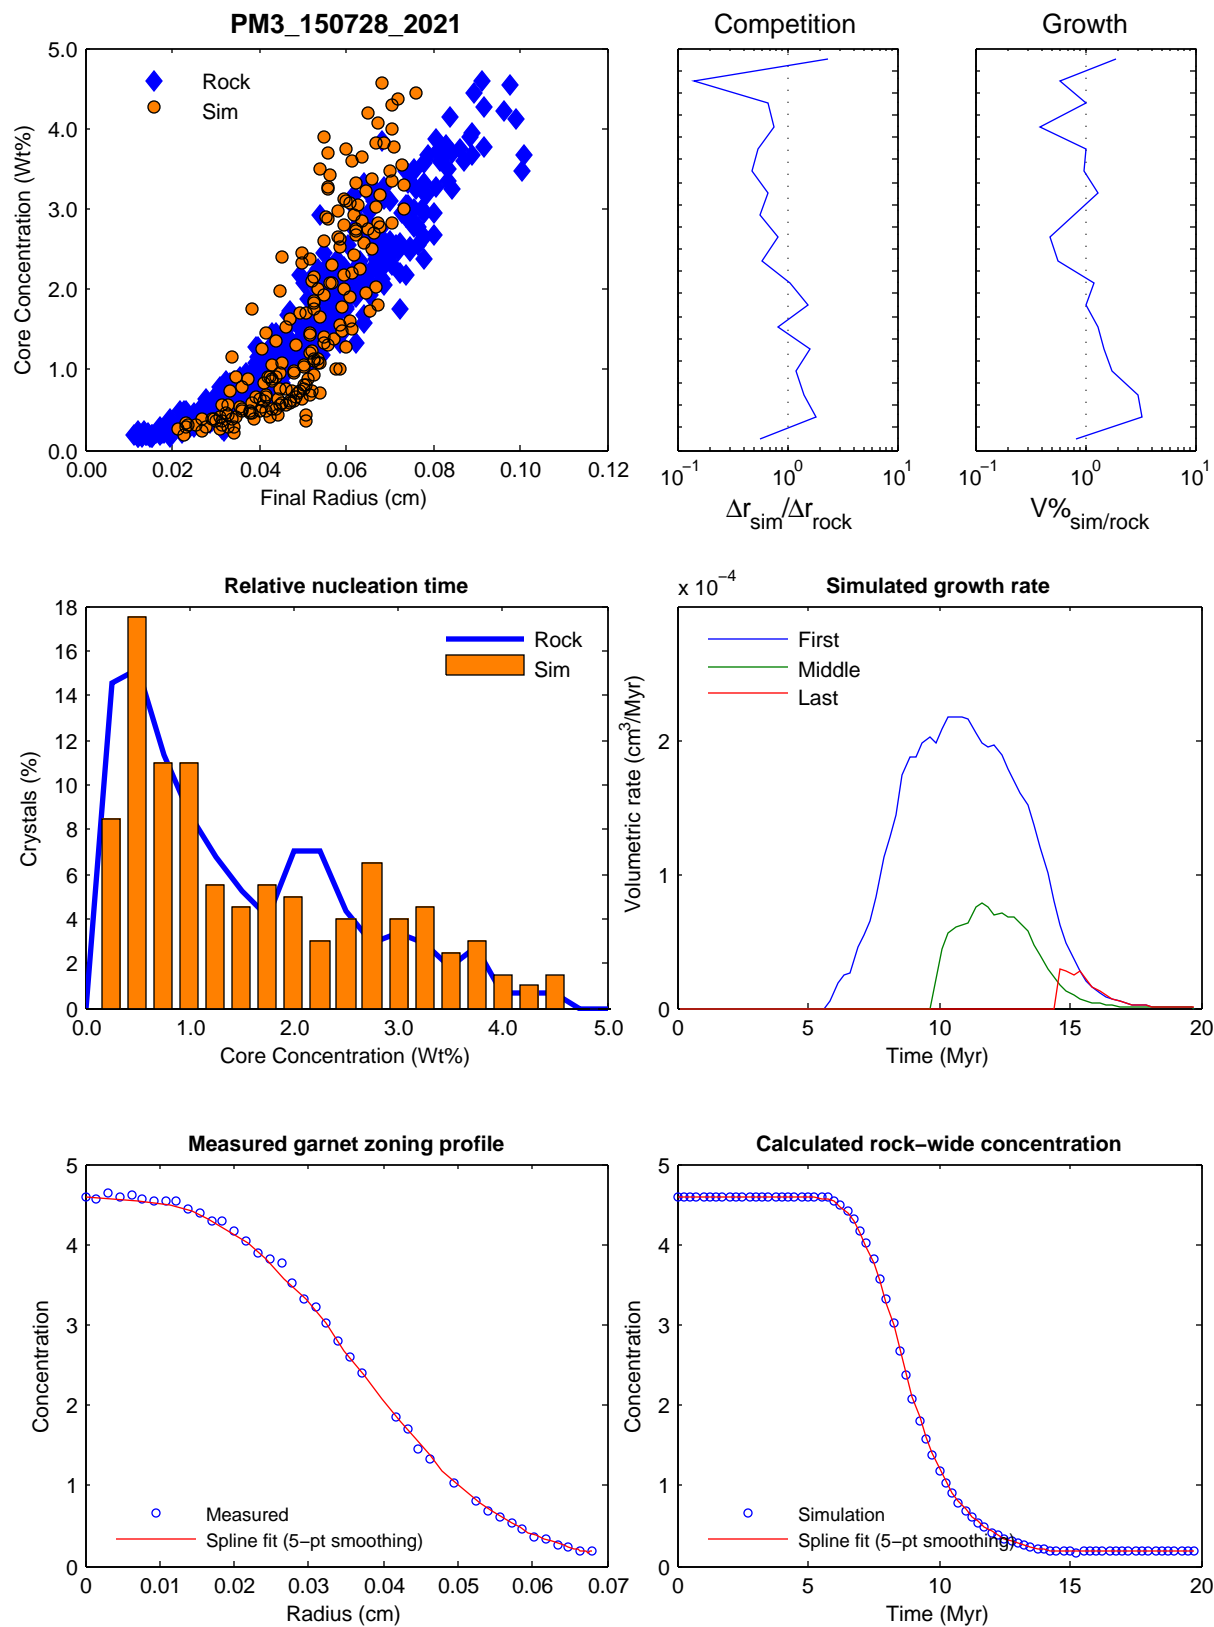 PM3_150728_2021
Competition
Growth
5.0
4.0
3.0
2.0
1.0
0.0
Core Concentration (Wt%)
Rock
Sim
0.00
0.02
0.04
0.06
0.08
0.10
0.12
Final Radius (cm)
10−1
100
101
Δrsim/Δrrock
10−1
100
101
V%sim/rock
Relative nucleation time
18
16
14
12
10
8
6
4
2
0
Crystals (%)
Rock
Sim
0.0
1.0
2.0
3.0
4.0
5.0
Core Concentration (Wt%)
x 10−4
Simulated growth rate
2
1
0
Volumetric rate (cm3/Myr)
First
Middle
Last
0
5
10
15
20
Time (Myr)
Measured garnet zoning profile
5
4
3
2
1
0
Concentration
Measured
Spline fit (5−pt smoothing)
0
0.01
0.02
0.03
0.04
0.05
0.06
0.07
Radius (cm)
Calculated rock−wide concentration
5
4
3
2
1
0
Concentration
Simulation
Spline fit (5−pt smoothing)
0
5
10
15
20
Time (Myr)